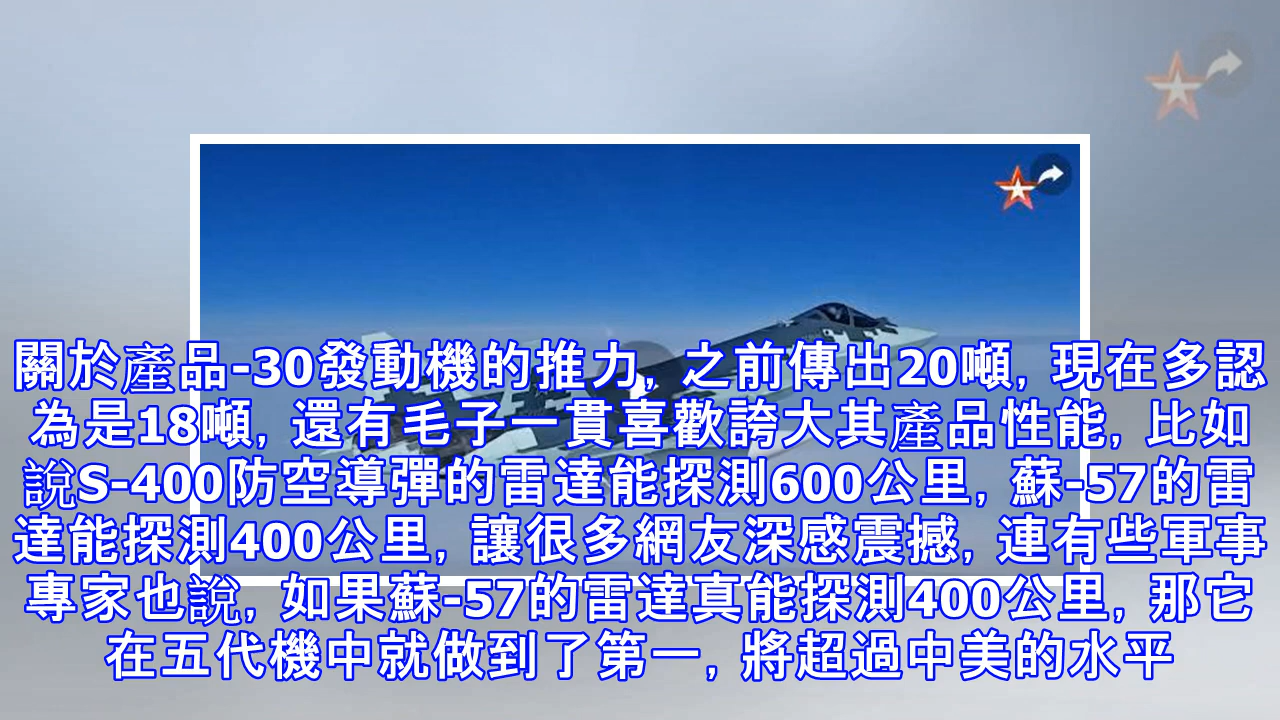 關於產品-30發動機的推力, 之前傳出20噸, 現在多認
為是18噸, 還有毛子一貫喜歡誇大其產品性能, 比如
說S-400防空導彈的雷達能探測600公里, 蘇-57的雷
達能探測400公里, 讓很多網友深感震撼, 連有些軍事
專家也說, 如果蘇-57的雷達真能探測400公里, 那它
在五代機中就做到了第一, 將超過中美的水平